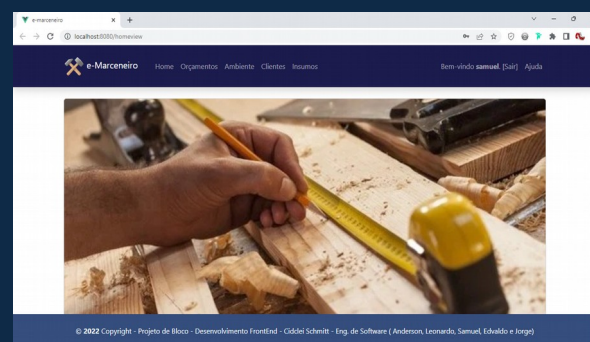 e-marceneiro
localhost:8080/homeview
e-Marceneiro Home Orçamentos Ambiente Clientes Insumos Bem-vindo samuel. [Sair] Ajuda
© 2022 Copyright - Projeto de Bloco - Desenvolvimento FrontEnd - Cidclei Schmitt - Eng. de Software ( Anderson, Leonardo, Samuel, Edvaldo e Jorge)